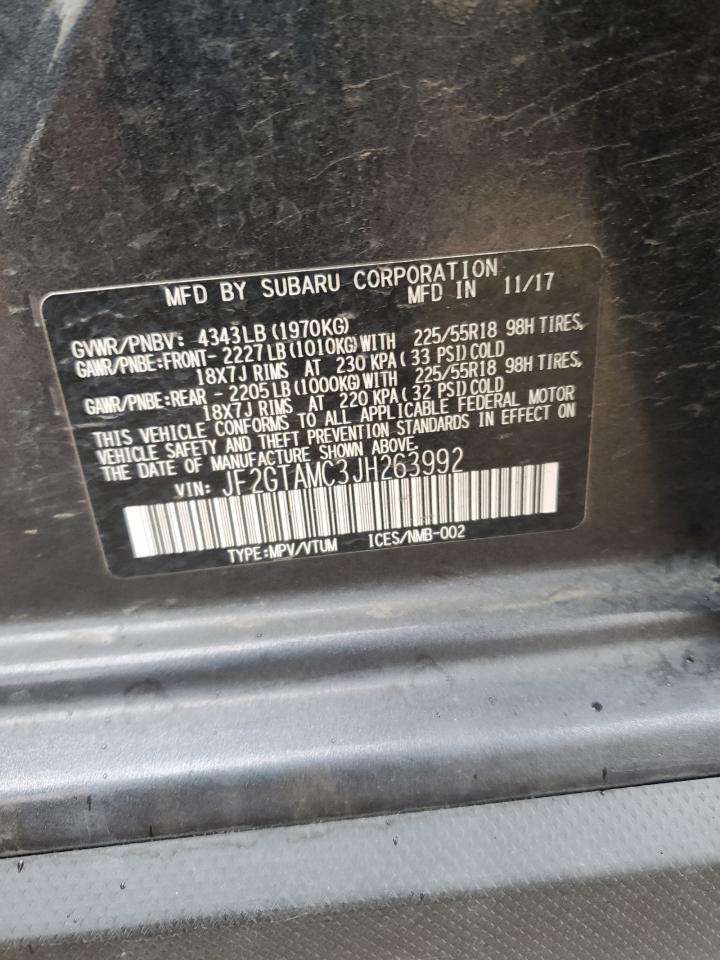 MFD BY SUBARU CORPORATION
MFD IN 11/17
GVWR/PNBV: 4343LB(1970KG)
GAWR/PNBE:FRONT- 2227LB(1010KG)WITH 225/55R18 98H TIRES,
18X7J RIMS AT 230 KPA( 33 PSI)COLD
GAWR/PNBE:REAR - 2205LB(1000KG)WITH 225/55R18 98H TIRES,
18X7J RIMS AT 220 KPA( 32 PSI)COLD
THIS VEHICLE CONFORMS TO ALL APPLICABLE FEDERAL MOTOR
VEHICLE SAFETY AND THEFT PREVENTION STANDARDS IN EFFECT ON
THE DATE OF MANUFACTURE SHOWN ABOVE.
VIN: JF2GTAMC3JH263992
TYPE:MPV/VTUM ICES/NMB-002